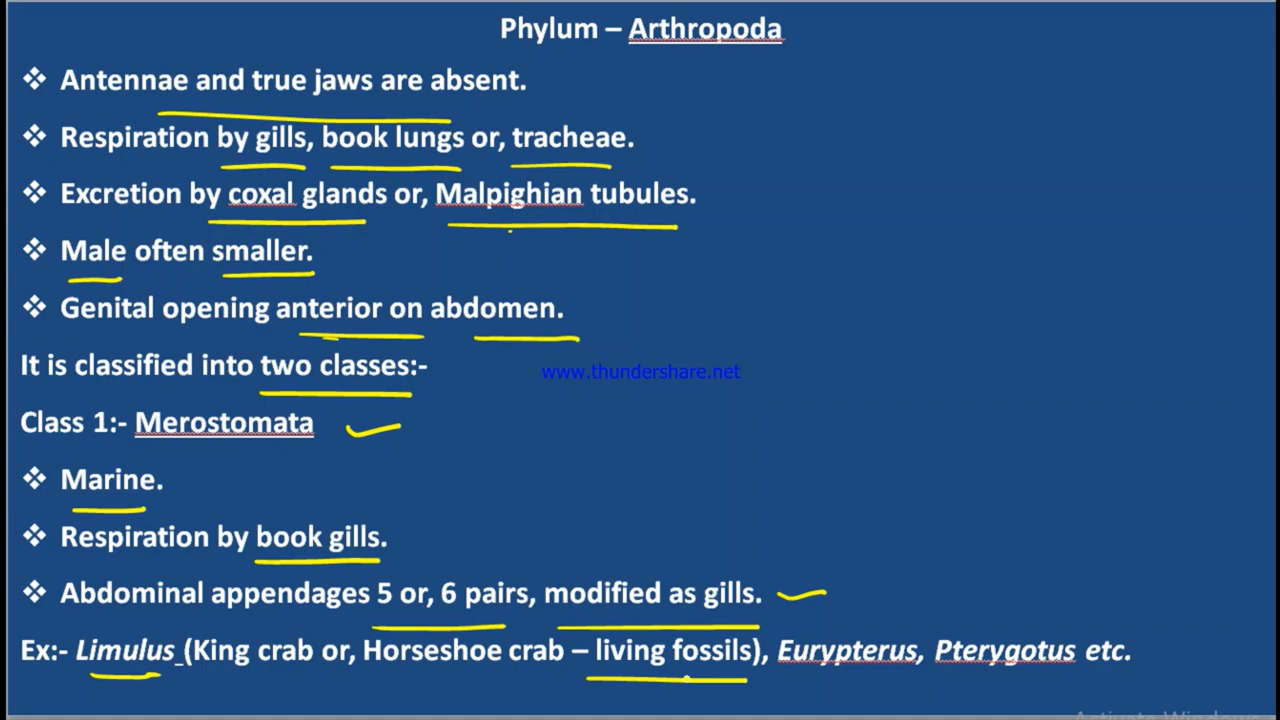 Phylum – Arthropoda
❖ Antennae and true jaws are absent.
❖ Respiration by gills, book lungs or, tracheae.
❖ Excretion by coxal glands or, Malpighian tubules.
❖ Male often smaller.
❖ Genital opening anterior on abdomen.
It is classified into two classes:-
www.thundershare.net
Class 1:- Merostomata
❖ Marine.
❖ Respiration by book gills.
❖ Abdominal appendages 5 or, 6 pairs, modified as gills.
Ex:- Limulus (King crab or, Horseshoe crab – living fossils), Eurypterus, Pterygotus etc.